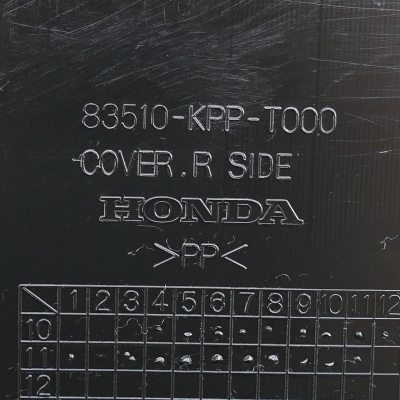 83510-KPP-T000
COVER.R SIDE
HONDA
>PP<
1 2 3 4 5 6 7 8 9 10 11 12
10
11
12